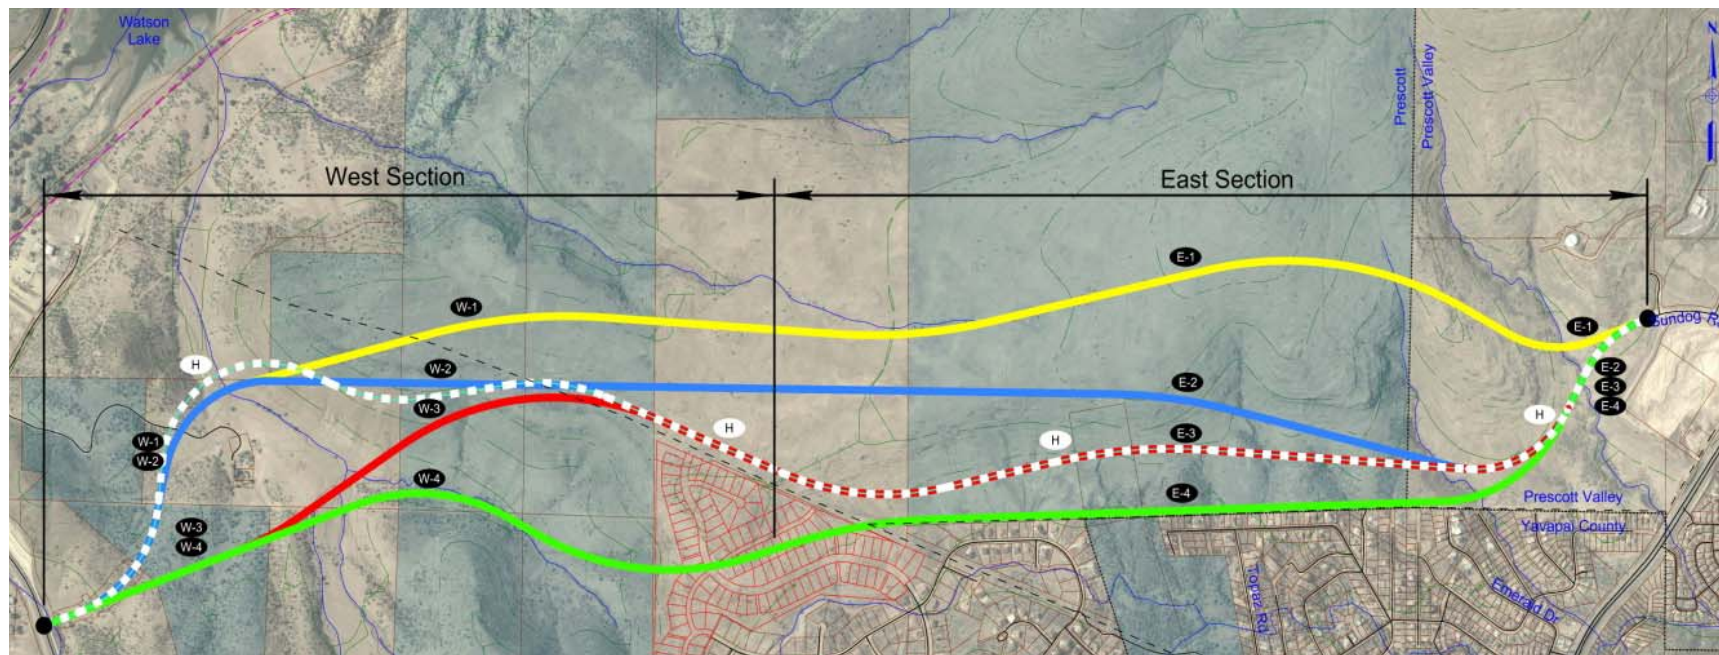 Watson
Lake
N
Prescott
Prescott Valley
West Section
East Section
E-1
W-1
E-1
Sundog R
H
W-2
E-2
E-2
E-3
E-4
W-3
H
H
H
E-3
W-1
W-2
W-4
E-4
Prescott Valley
Yavapai County
W-3
W-4
Topaz Rd
Emerald Dr